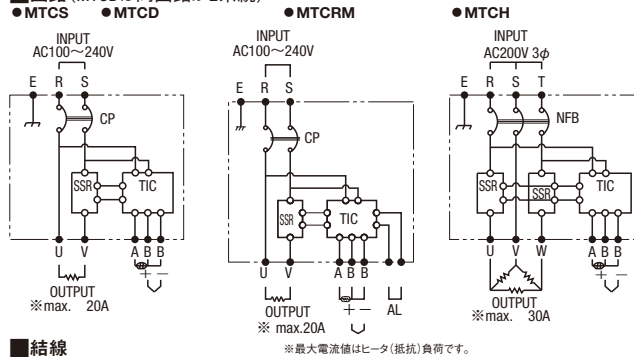 ●MTCS ●MTCD ●MTCRM ●MTCH
INPUT
AC100〜240V
E R S
CP
SSR TIC
U V A B B
+ −
OUTPUT
※max. 20A
INPUT
AC100〜240V
E R S
CP
SSR TIC
U V A B B
+ −
AL
OUTPUT
※ max.20A
INPUT
AC200V 3φ
E R S T
NFB
SSR SSR TIC
U V W A B B
+ −
OUTPUT
※max. 30A
■結線
※最大電流値はヒータ(抵抗)負荷です。